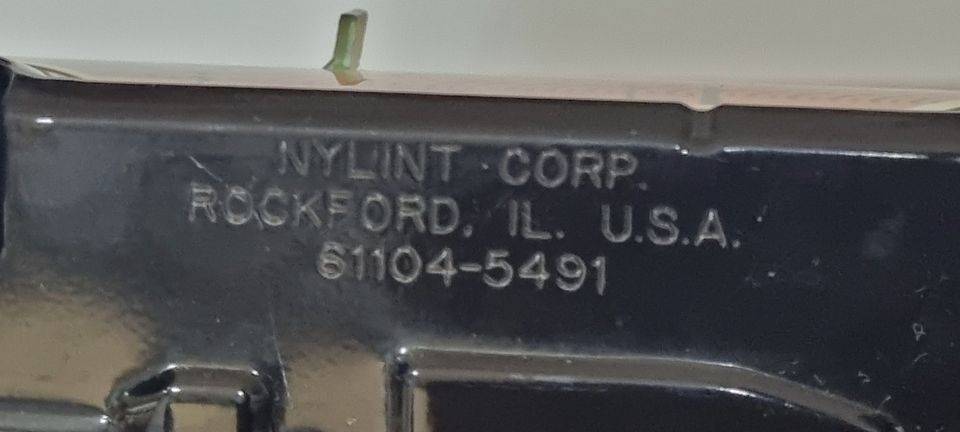 NYLINT CORP.
ROCKFORD, IL. U.S.A.
61104-5491